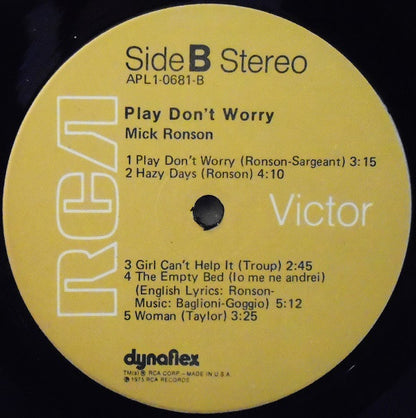 Side B Stereo
APL1-0681-B
Play Don't Worry
Mick Ronson
1 Play Don't Worry (Ronson-Sargeant) 3:15
2 Hazy Days (Ronson) 4:10
RCA
Victor
3 Girl Can't Help It (Troup) 2:45
4 The Empty Bed (Io me ne andrei)
(English Lyrics: Ronson-
Music: Baglioni-Goggio) 5:12
5 Woman (Taylor) 3:25
dynaflex
TM(s) ® RCA CORP.-MADE IN U.S.A.
℗ 1975 RCA RECORDS